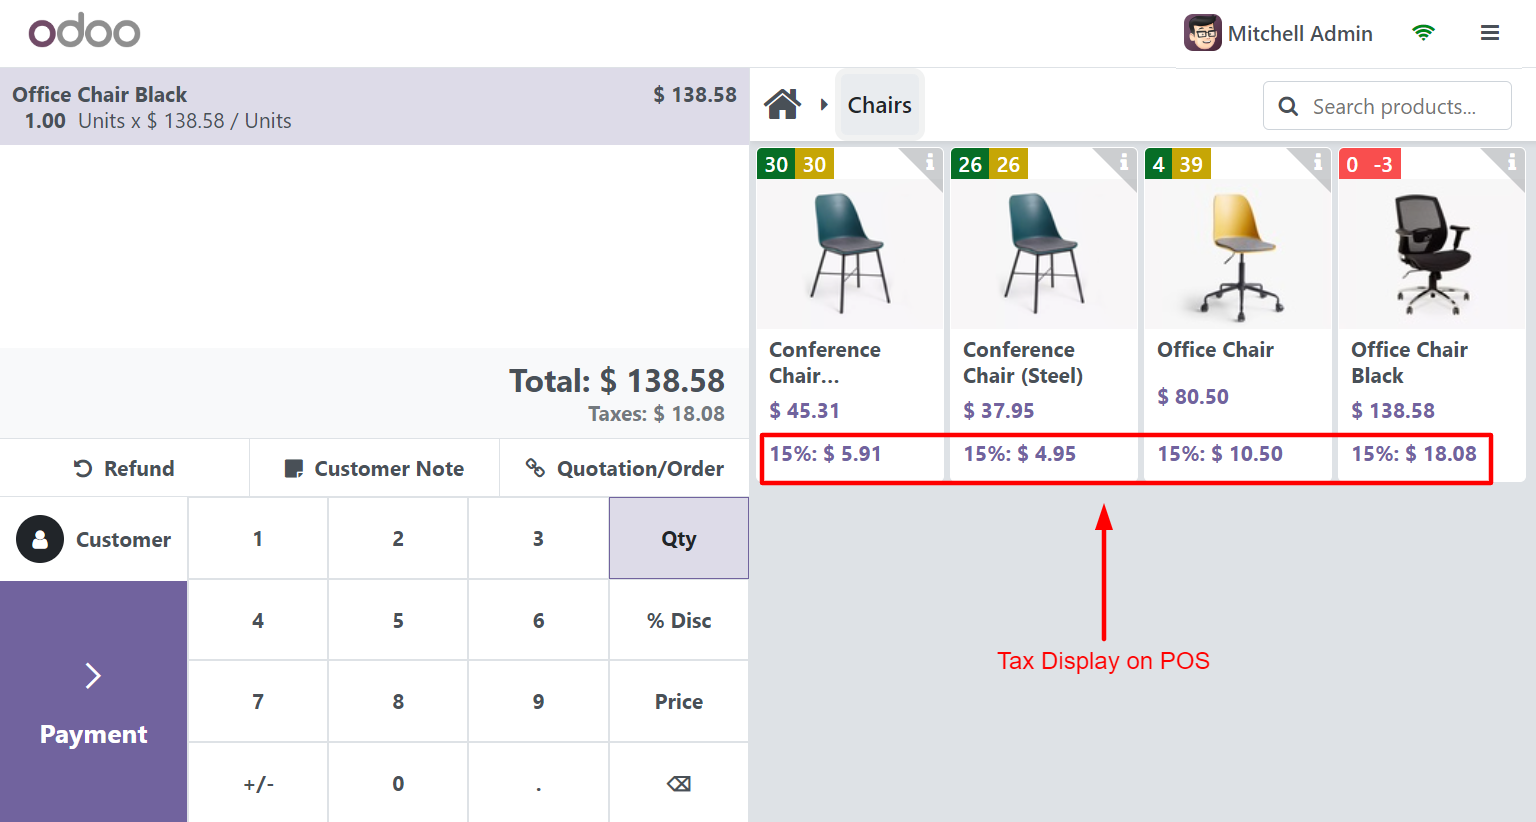 odoo
Mitchell Admin
Office Chair Black $ 138.58
1.00 Units x $ 138.58 / Units
Chairs
Search products...
30 30
26 26
4 39
0 -3
Conference
Chair...
$ 45.31
15%: $ 5.91
Conference
Chair (Steel)
$ 37.95
15%: $ 4.95
Office Chair
$ 80.50
15%: $ 10.50
Office Chair
Black
$ 138.58
15%: $ 18.08
Tax Display on POS
Total: $ 138.58
Taxes: $ 18.08
Refund
Customer Note
Quotation/Order
Customer
Payment
1 2 3 Qty
4 5 6 % Disc
7 8 9 Price
+/- 0 . ⌫